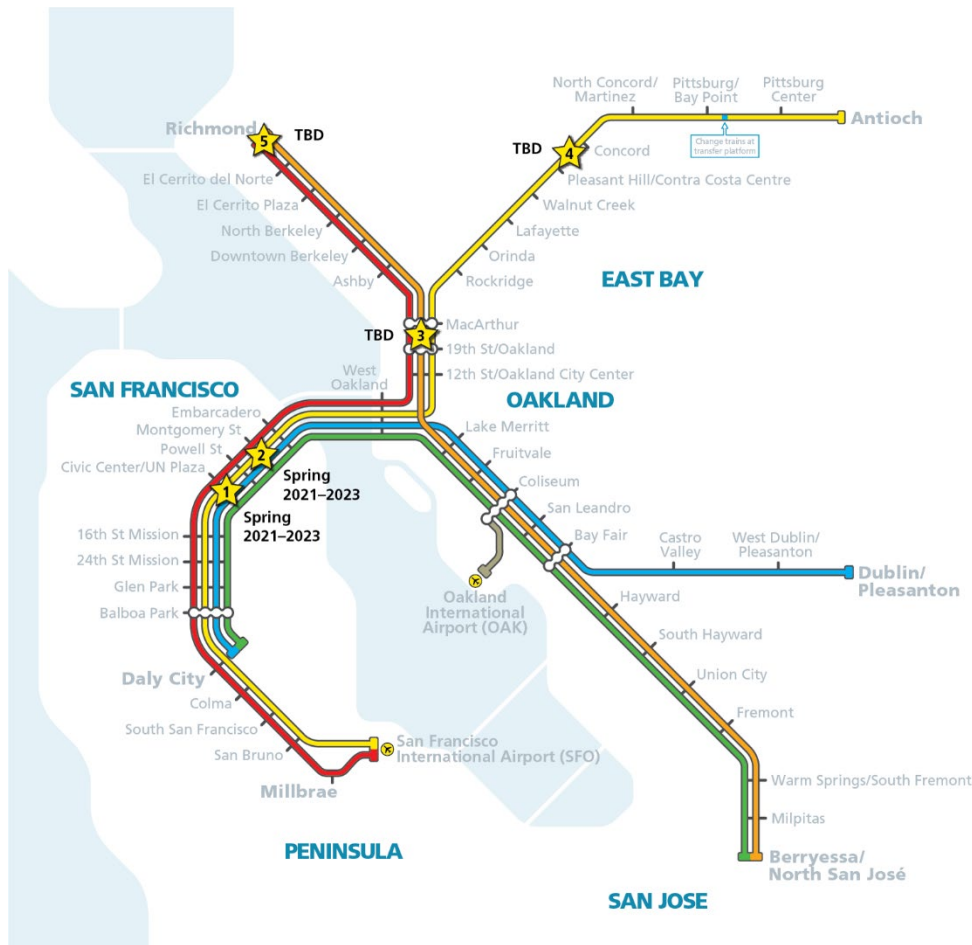 North Concord/
Martinez
Pittsburg/
Bay Point
Pittsburg
Center
Antioch
Change trains at
transfer platform
Richmond
5
TBD
TBD
4
Concord
Pleasant Hill/Contra Costa Centre
El Cerrito del Norte
Walnut Creek
El Cerrito Plaza
Lafayette
North Berkeley
Orinda
Downtown Berkeley
Rockridge
Ashby
EAST BAY
MacArthur
TBD
3
19th St/Oakland
12th St/Oakland City Center
West
Oakland
SAN FRANCISCO
OAKLAND
Embarcadero
Montgomery St
Powell St
Civic Center/UN Plaza
2
Spring
2021–2023
1
Spring
2021–2023
Lake Merritt
Fruitvale
Coliseum
San Leandro
Bay Fair
Castro
Valley
West Dublin/
Pleasanton
Dublin/
Pleasanton
16th St Mission
24th St Mission
Glen Park
Balboa Park
Oakland
International
Airport (OAK)
Hayward
South Hayward
Union City
Fremont
Daly City
Colma
South San Francisco
San Bruno
Millbrae
San Francisco
International Airport (SFO)
Warm Springs/South Fremont
Milpitas
Berryessa/
North San José
PENINSULA
SAN JOSE